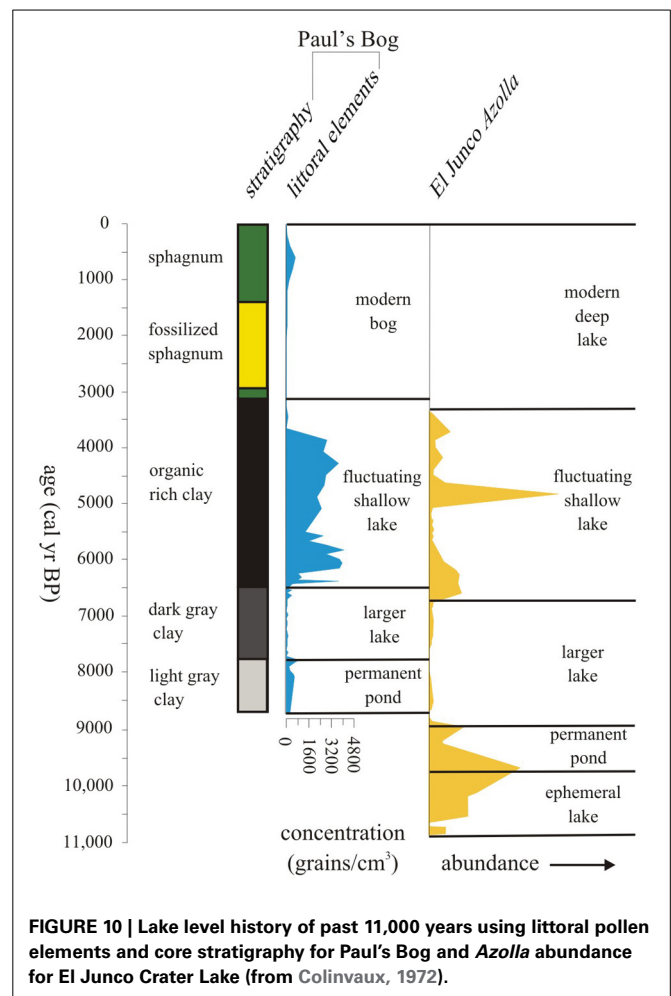 Paul's Bog
stratigraphy
littoral elements
El Junco Azolla
0
1000
2000
3000
4000
5000
6000
7000
8000
9000
10,000
11,000
age (cal yr BP)
sphagnum
fossilized
sphagnum
organic
rich clay
dark gray
clay
light gray
clay
modern
bog
fluctuating
shallow
lake
larger
lake
permanent
pond
modern
deep
lake
fluctuating
shallow
lake
larger
lake
permanent
pond
ephemeral
lake
0
1600
3200
4800
concentration
(grains/cm³)
abundance
FIGURE 10 | Lake level history of past 11,000 years using littoral pollen
elements and core stratigraphy for Paul's Bog and Azolla abundance
for El Junco Crater Lake (from Colinvaux, 1972).